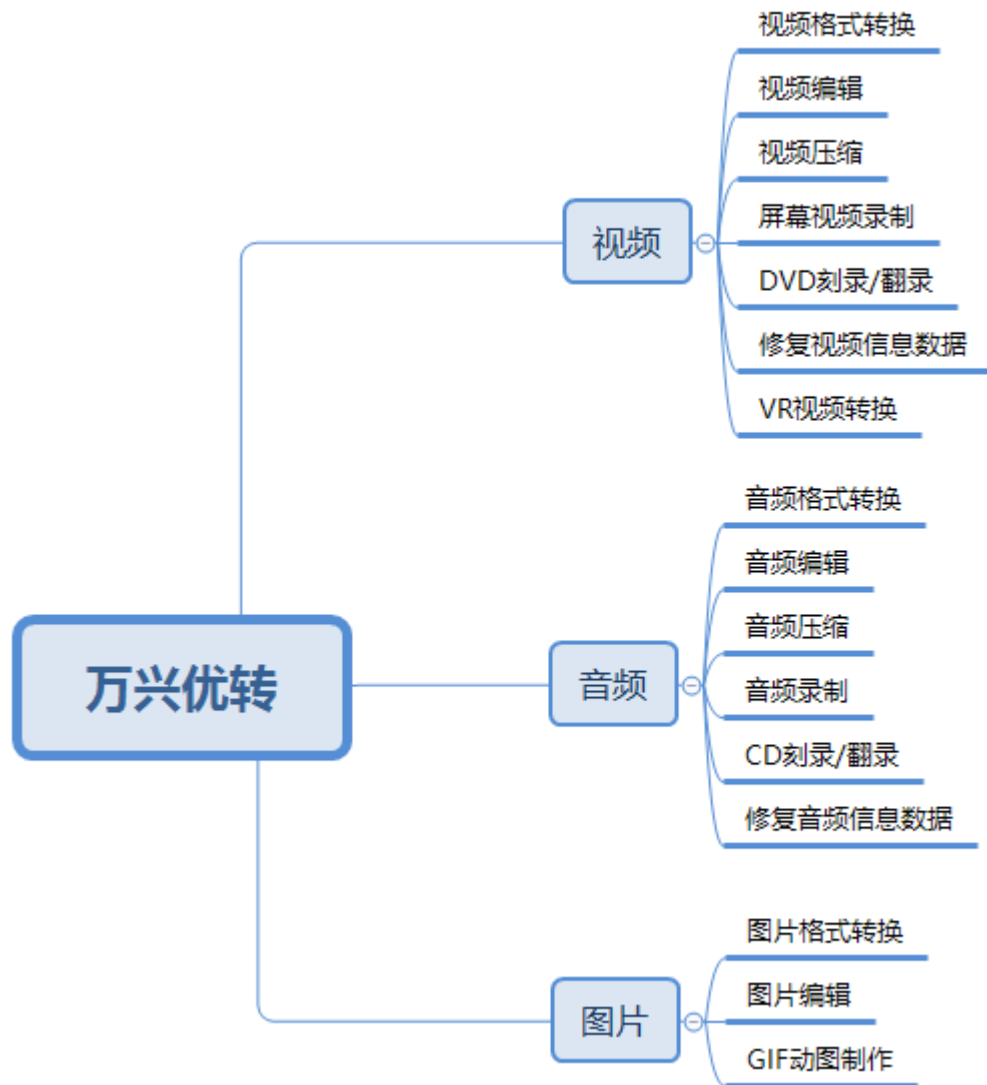 万兴优转
视频
视频格式转换
视频编辑
视频压缩
屏幕视频录制
DVD刻录/翻录
修复视频信息数据
VR视频转换
音频
音频格式转换
音频编辑
音频压缩
音频录制
CD刻录/翻录
修复音频信息数据
图片
图片格式转换
图片编辑
GIF动图制作